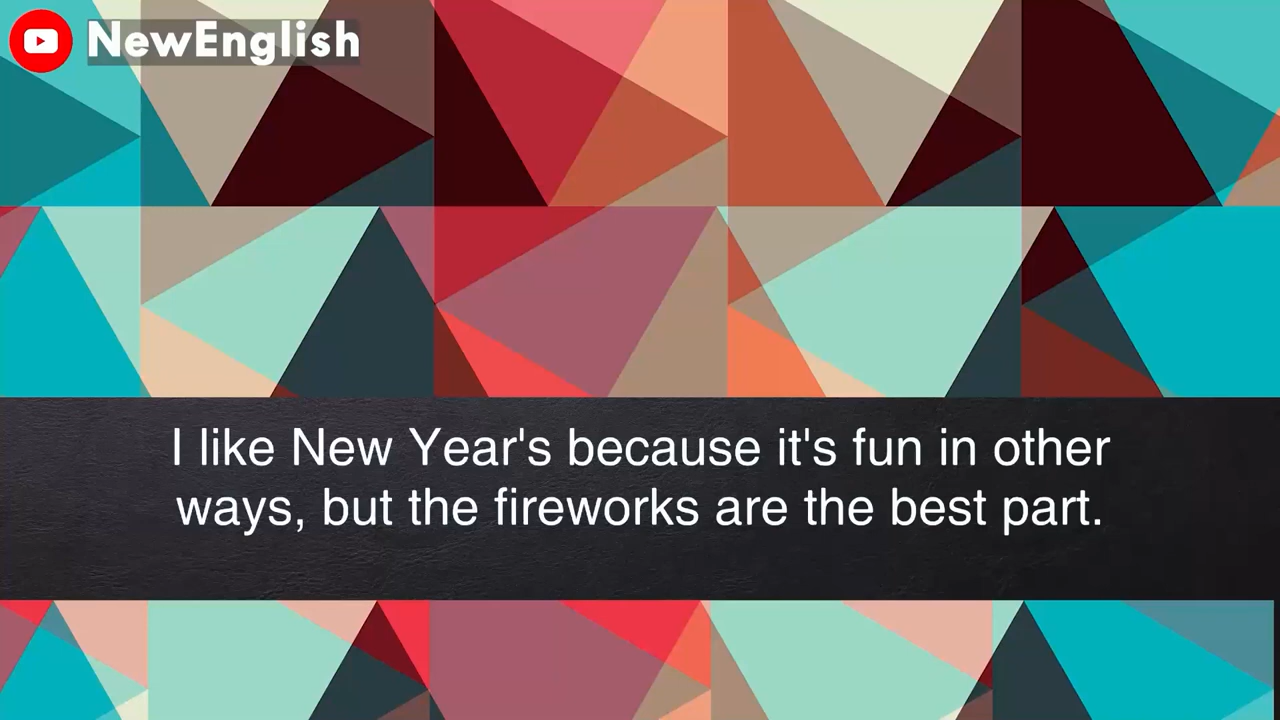 NewEnglish
I like New Year's because it's fun in other
ways, but the fireworks are the best part.